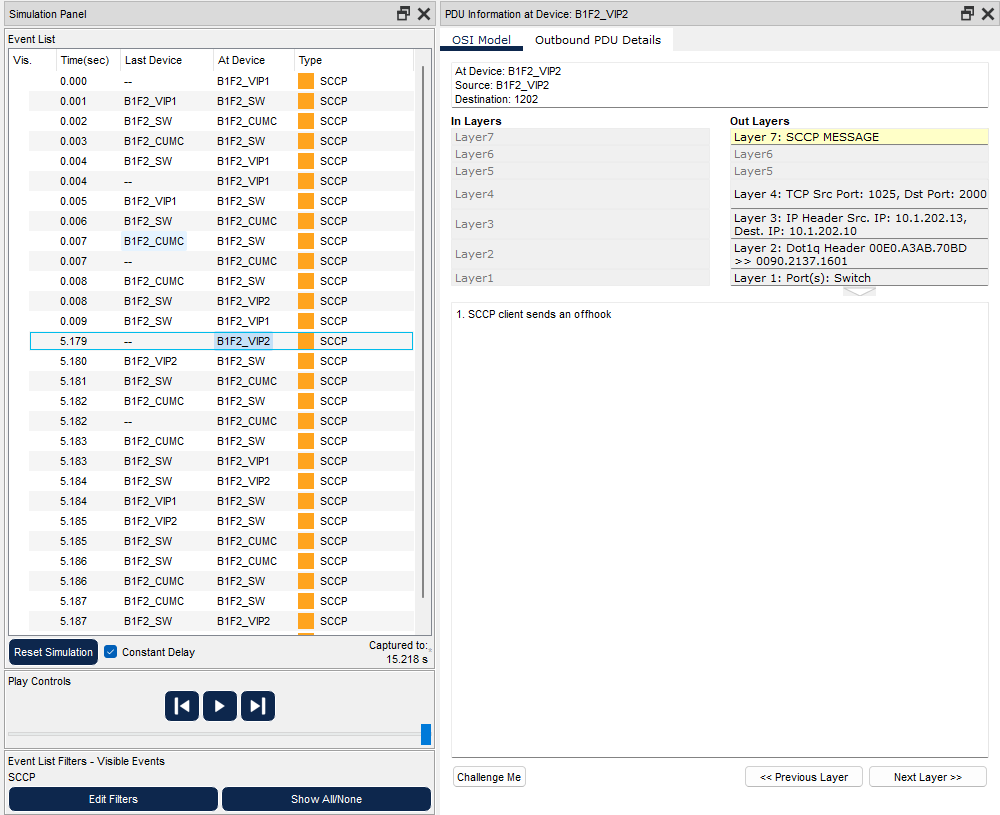 Simulation Panel
Event List
Vis. Time(sec) Last Device At Device Type
0.000 -- B1F2_VIP1 SCCP
0.001 B1F2_VIP1 B1F2_SW SCCP
0.002 B1F2_SW B1F2_CUMC SCCP
0.003 B1F2_CUMC B1F2_SW SCCP
0.004 B1F2_SW B1F2_VIP1 SCCP
0.004 -- B1F2_VIP1 SCCP
0.005 B1F2_VIP1 B1F2_SW SCCP
0.006 B1F2_SW B1F2_CUMC SCCP
0.007 B1F2_CUMC B1F2_SW SCCP
0.007 -- B1F2_CUMC SCCP
0.008 B1F2_CUMC B1F2_SW SCCP
0.008 B1F2_SW B1F2_VIP2 SCCP
0.009 B1F2_SW B1F2_VIP1 SCCP
5.179 -- B1F2_VIP2 SCCP
5.180 B1F2_VIP2 B1F2_SW SCCP
5.181 B1F2_SW B1F2_CUMC SCCP
5.182 B1F2_CUMC B1F2_SW SCCP
5.182 -- B1F2_CUMC SCCP
5.183 B1F2_CUMC B1F2_SW SCCP
5.183 B1F2_SW B1F2_VIP1 SCCP
5.184 B1F2_SW B1F2_VIP2 SCCP
5.184 B1F2_VIP1 B1F2_SW SCCP
5.185 B1F2_VIP2 B1F2_SW SCCP
5.185 B1F2_SW B1F2_CUMC SCCP
5.186 B1F2_SW B1F2_CUMC SCCP
5.186 B1F2_CUMC B1F2_SW SCCP
5.187 B1F2_CUMC B1F2_SW SCCP
5.187 B1F2_SW B1F2_VIP2 SCCP
Reset Simulation Constant Delay Captured to:
15.218 s
Play Controls
Event List Filters - Visible Events
SCCP
Edit Filters Show All/None
PDU Information at Device: B1F2_VIP2
OSI Model Outbound PDU Details
At Device: B1F2_VIP2
Source: B1F2_VIP2
Destination: 1202
In Layers
Layer7
Layer6
Layer5
Layer4
Layer3
Layer2
Layer1
Out Layers
Layer 7: SCCP MESSAGE
Layer6
Layer5
Layer 4: TCP Src Port: 1025, Dst Port: 2000
Layer 3: IP Header Src. IP: 10.1.202.13,
Dest. IP: 10.1.202.10
Layer 2: Dot1q Header 00E0.A3AB.70BD
>> 0090.2137.1601
Layer 1: Port(s): Switch
1. SCCP client sends an offhook
Challenge Me << Previous Layer Next Layer >>